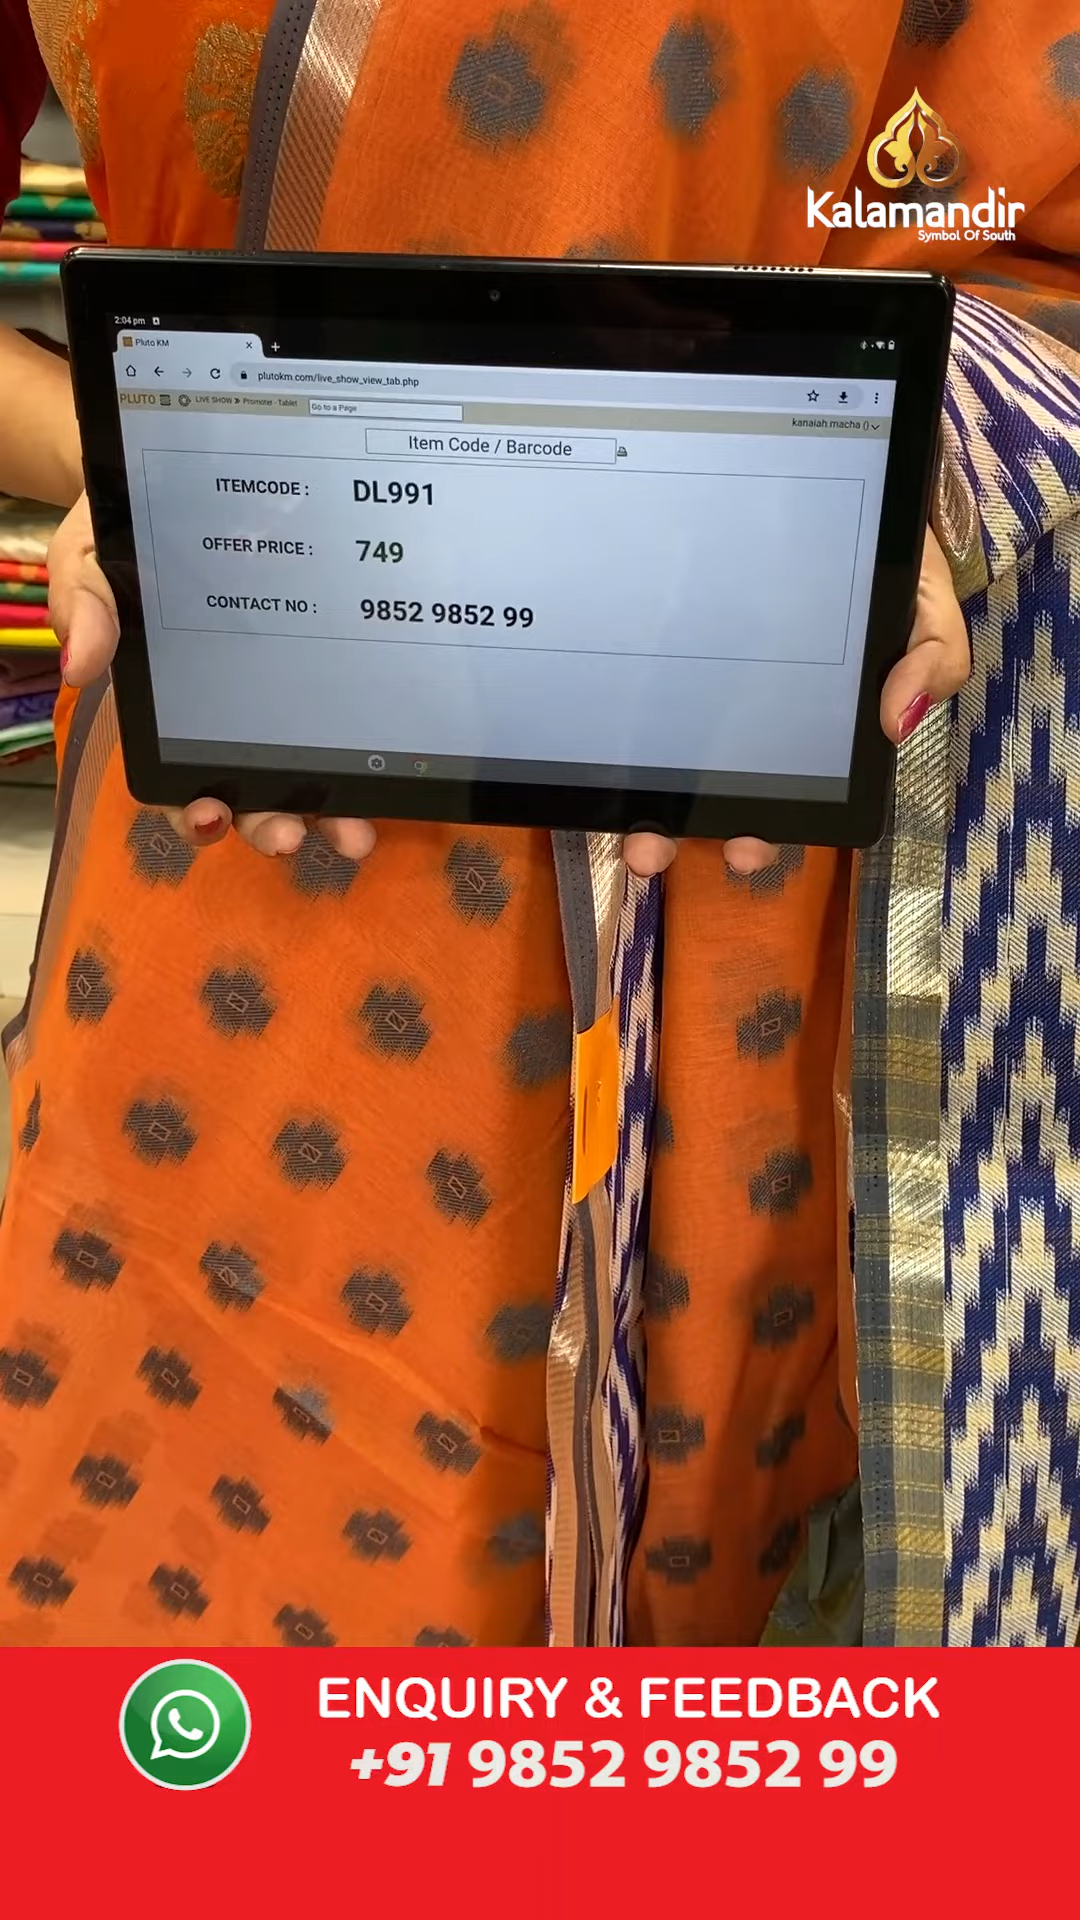 Kalamandir
Symbol Of South
2:04 pm
Pluto KM
plutokm.com/live_show_view_tab.php
PLUTO
LIVE SHOW » Promoter - Tablet
Go to a Page
kanaiah.macha ()
Item Code / Barcode
ITEMCODE : DL991
OFFER PRICE : 749
CONTACT NO : 9852 9852 99
ENQUIRY & FEEDBACK
+91 9852 9852 99